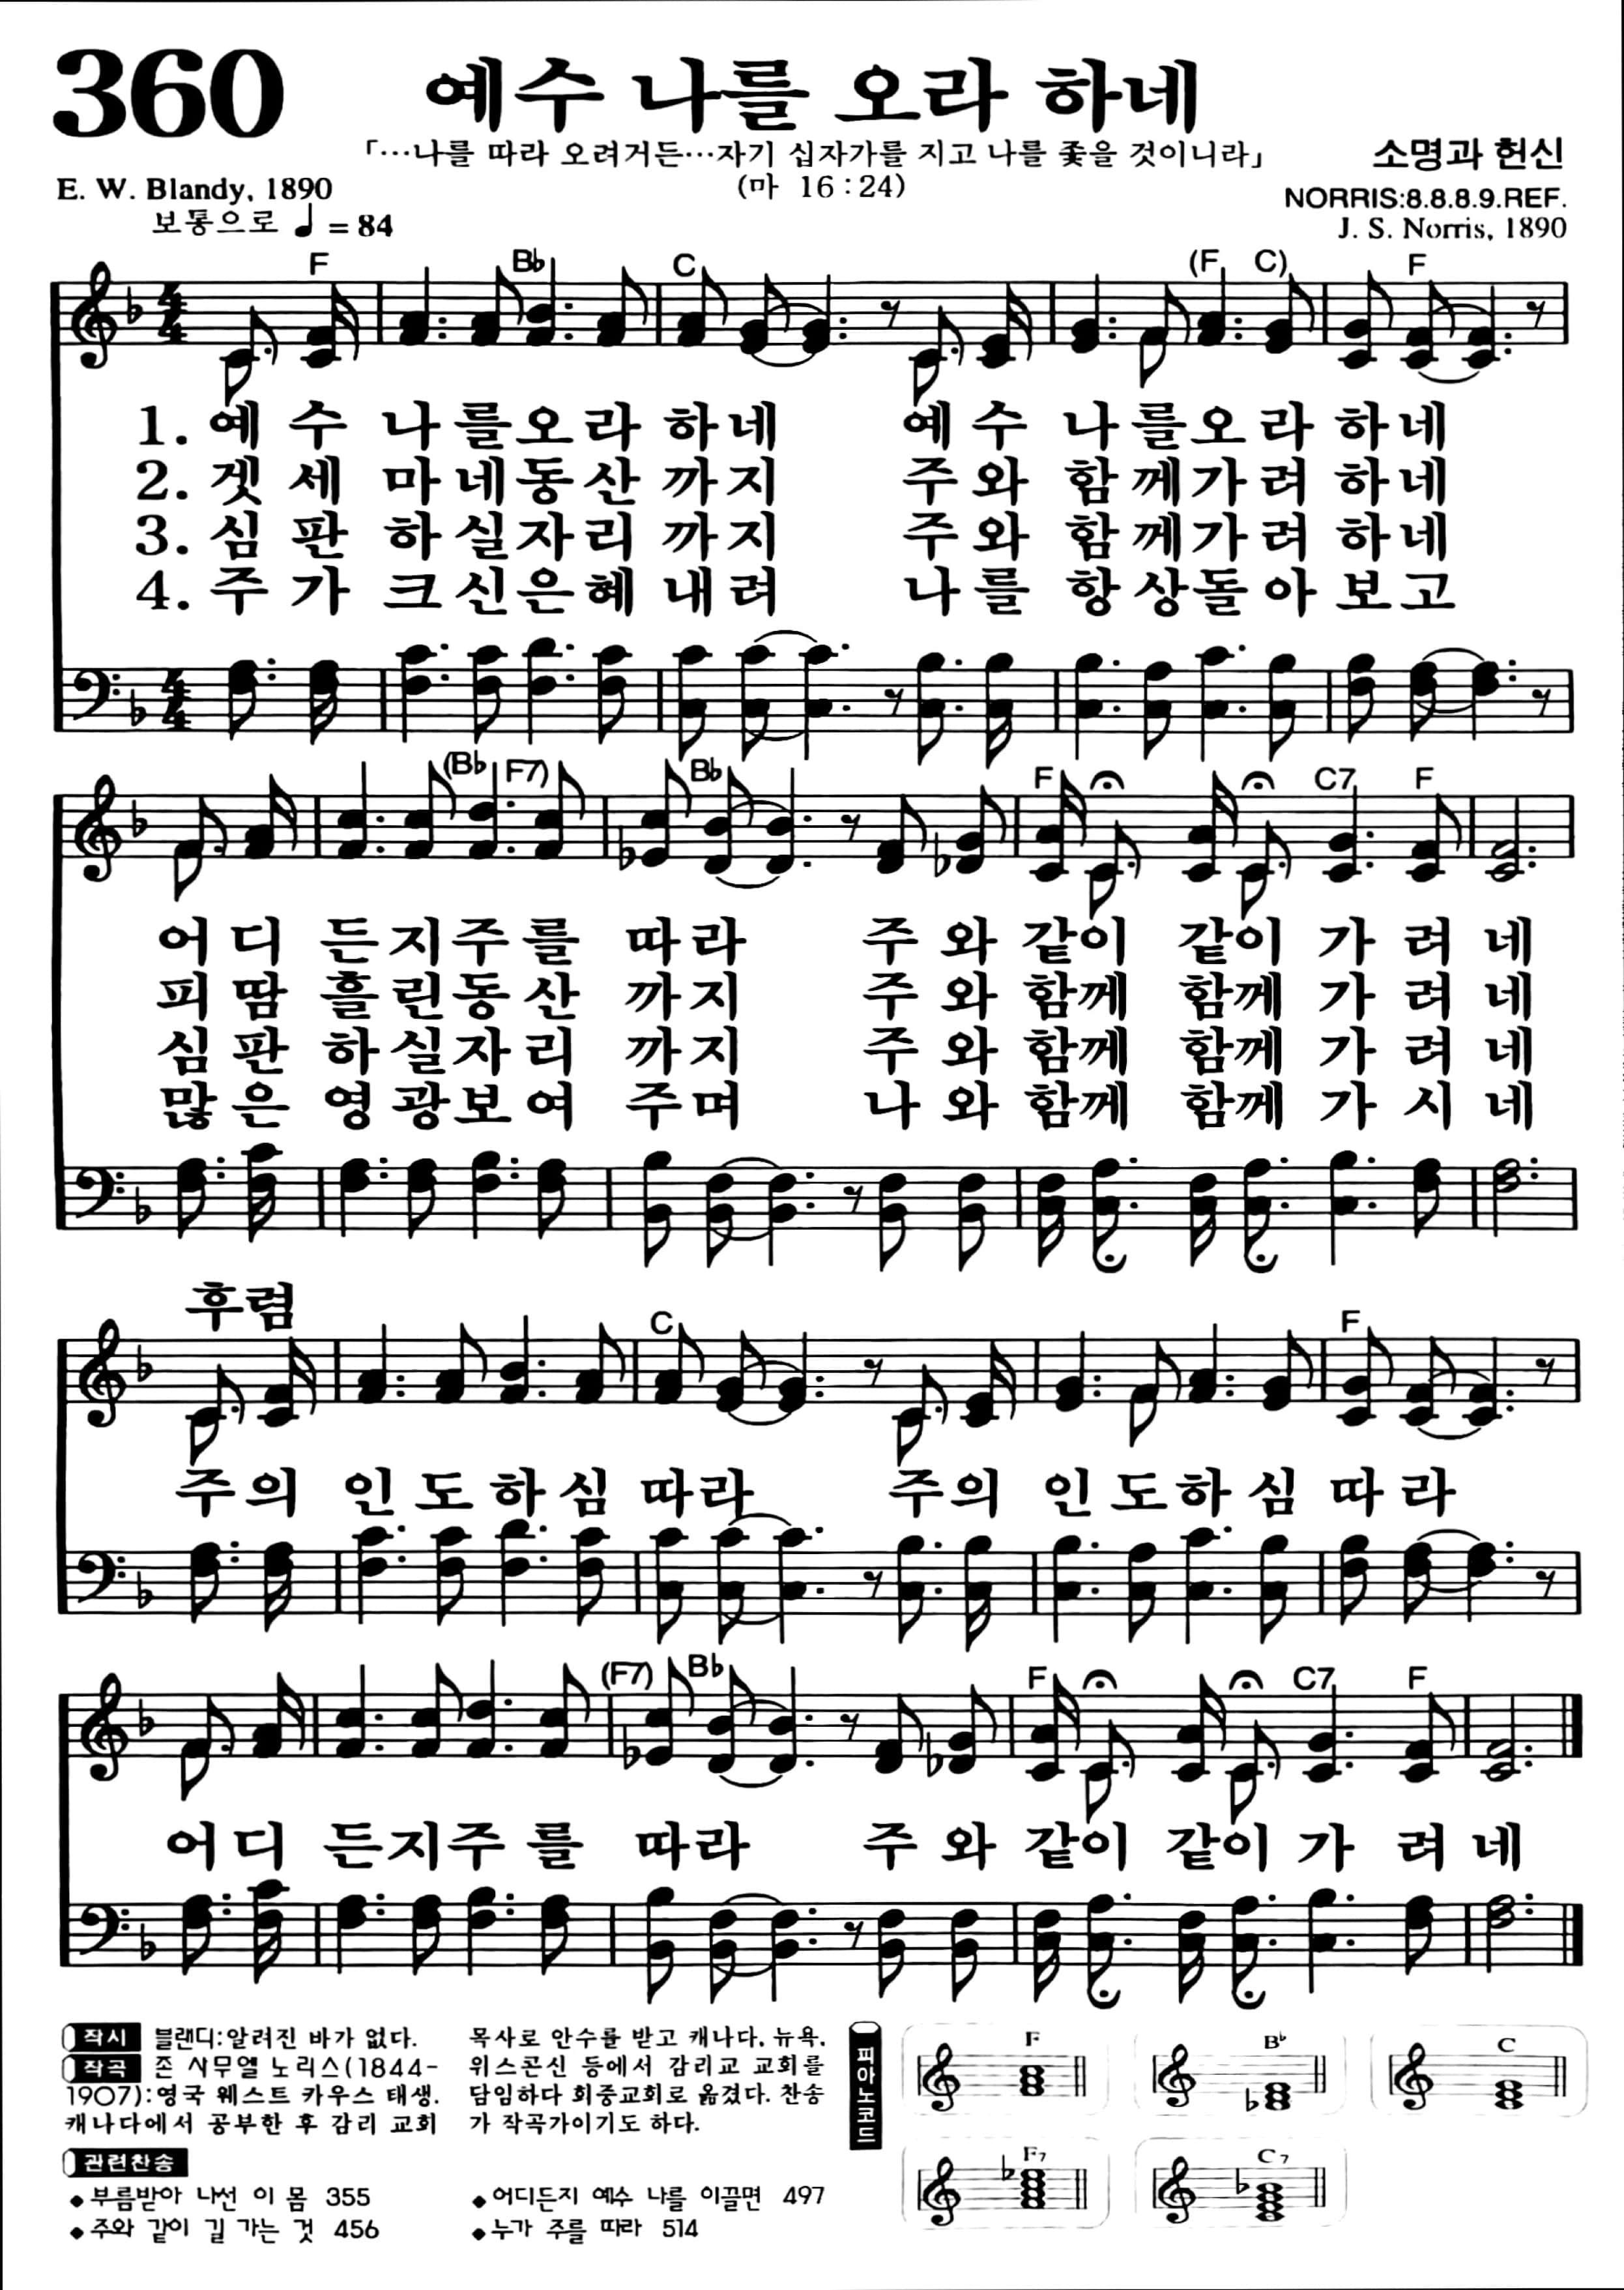 360
예수 나를 오라 하네
「…나를 따라 오려거든…자기 십자가를 지고 나를 좇을 것이니라」
소명과 헌신
E. W. Blandy, 1890
(마 16:24)
NORRIS:8.8.8.9.REF.
보통으로 ♩ = 84
J. S. Norris, 1890
F B♭ C (F C) F
1. 예 수 나 를 오 라 하 네 예 수 나 를 오 라 하 네
2. 겟 세 마 네 동 산 까 지 주 와 함 께 가 려 하 네
3. 심 판 하 실 자 리 까 지 주 와 함 께 가 려 하 네
4. 주 가 크 신 은 혜 내 려 나 를 항 상 돌 아 보 고
(B♭ F7) B♭ F C7 F
어 디 든 지 주 를 따 라 주 와 같 이 같 이 가 려 네
피 땀 흘 린 동 산 까 지 주 와 함 께 함 께 가 려 네
심 판 하 실 자 리 까 지 주 와 함 께 함 께 가 려 네
많 은 영 광 보 여 주 며 나 와 함 께 함 께 가 시 네
후렴
C F
주 의 인 도 하 심 따 라 주 의 인 도 하 심 따 라
(F7) B♭ F C7 F
어 디 든 지 주 를 따 라 주 와 같 이 같 이 가 려 네
작시 블랜디:알려진 바가 없다.
작곡 존 사무엘 노리스(1844-
1907):영국 웨스트 카우스 태생.
캐나다에서 공부한 후 감리 교회
목사로 안수를 받고 캐나다, 뉴욕,
위스콘신 등에서 감리교 교회를
담임하다 회중교회로 옮겼다. 찬송
가 작곡가이기도 하다.
관련찬송
◆부름받아 나선 이 몸 355
◆주와 같이 길 가는 것 456
◆어디든지 예수 나를 이끌면 497
◆누가 주를 따라 514
피아노코드
F B♭ C
F7 C7